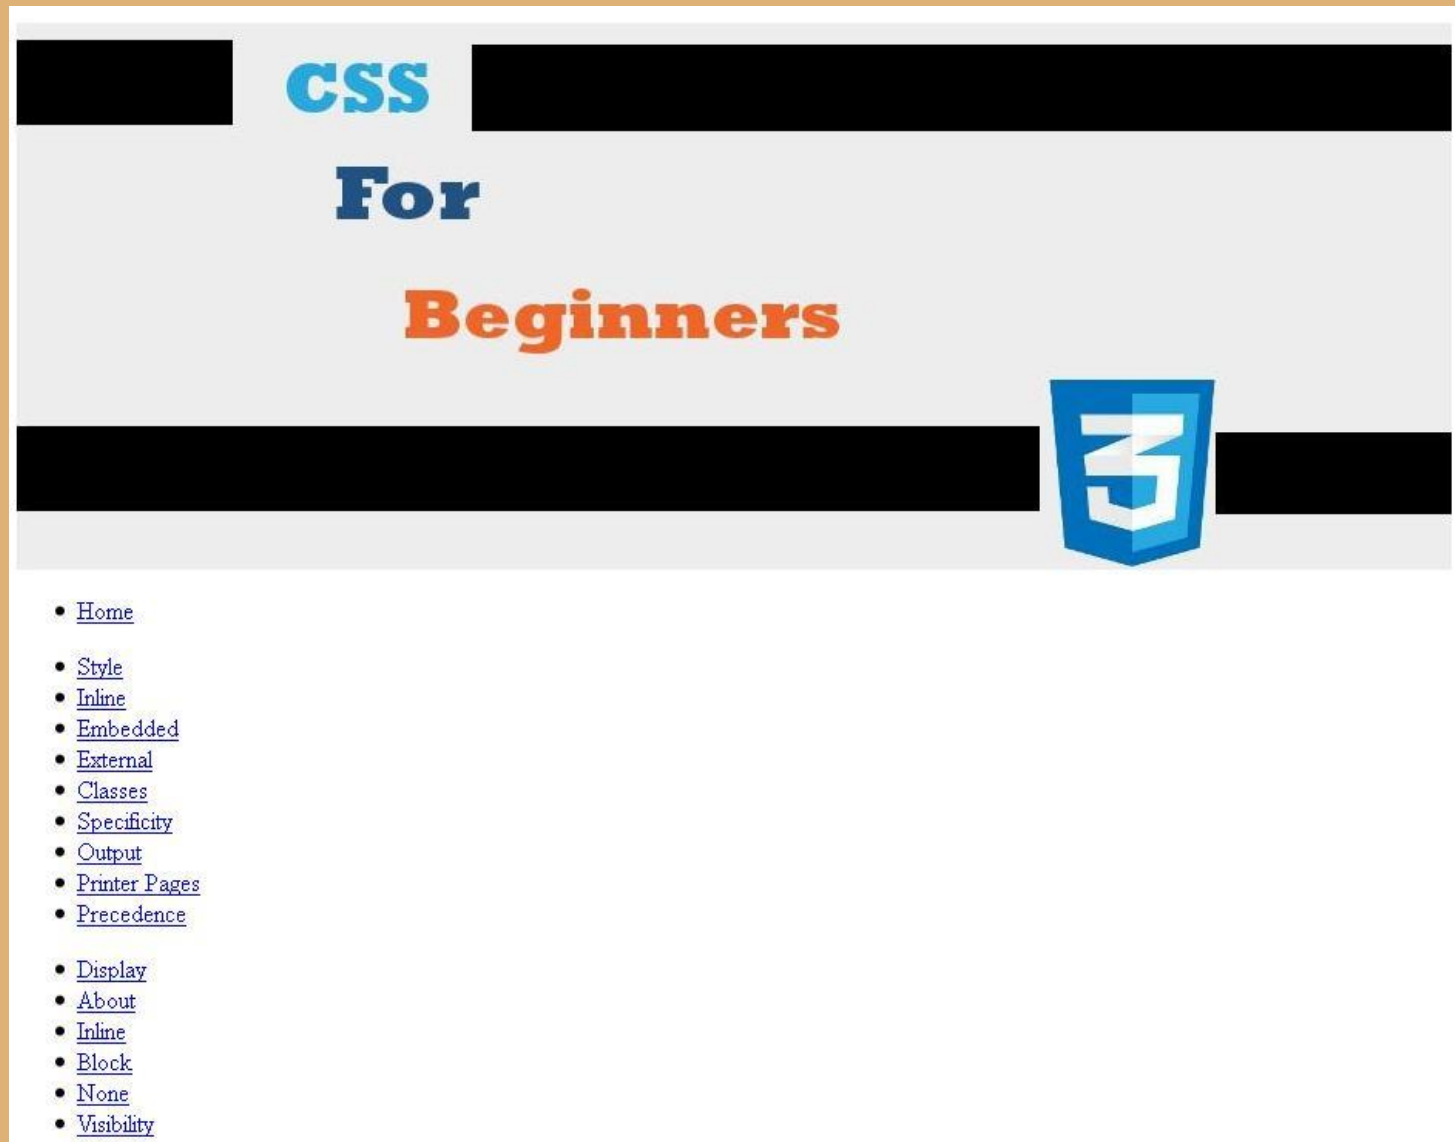 CSS
For
Beginners
3
Home
Style
Inline
Embedded
External
Classes
Specificity
Output
Printer Pages
Precedence
Display
About
Inline
Block
None
Visibility